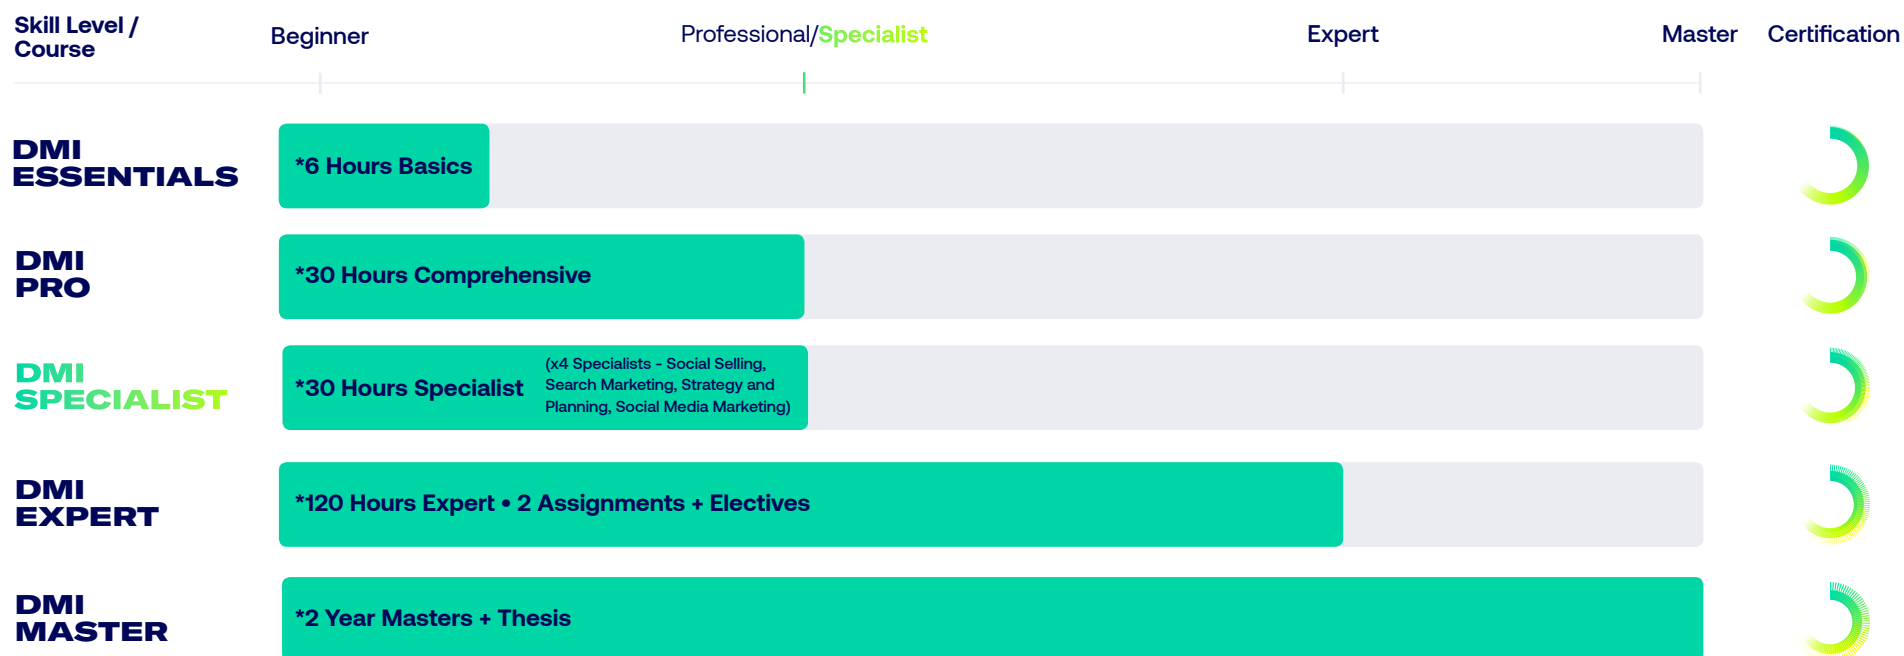 Skill Level /
Course
Beginner
Professional/Specialist
Expert
Master
Certification
DMI
ESSENTIALS
*6 Hours Basics
DMI
PRO
*30 Hours Comprehensive
DMI
SPECIALIST
*30 Hours Specialist
(x4 Specialists - Social Selling,
Search Marketing, Strategy and
Planning, Social Media Marketing)
DMI
EXPERT
*120 Hours Expert • 2 Assignments + Electives
DMI
MASTER
*2 Year Masters + Thesis